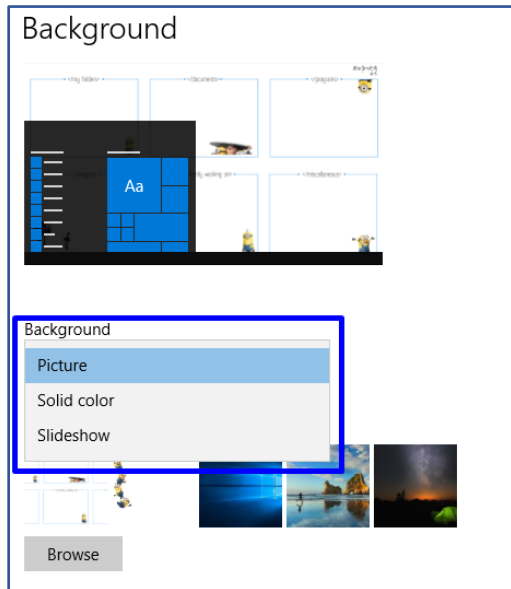 Background
Aa
Background
Picture
Solid color
Slideshow
Browse